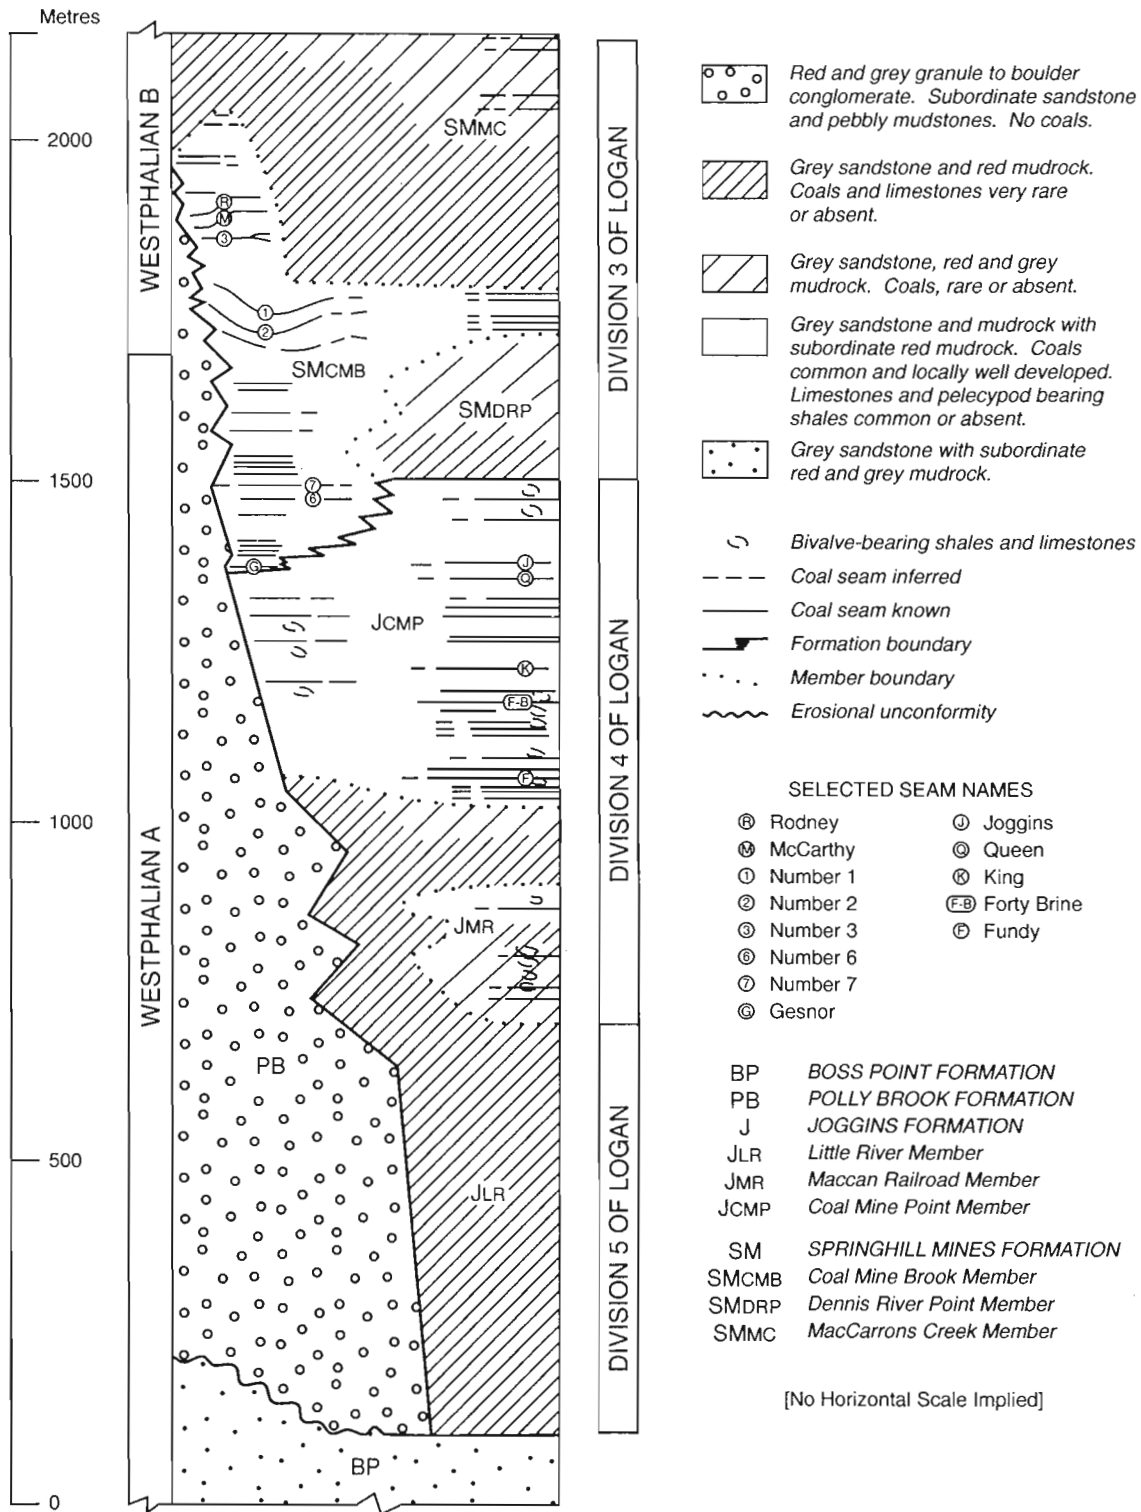 Metres
2000
1500
1000
500
0
WESTPHALIAN B
WESTPHALIAN A
SMMC
R
M
3
1
2
SMCMB
SMDRP
7
6
G
J
Q
JCMP
K
F-B
F
JMR
PB
JLR
BP
DIVISION 3 OF LOGAN
DIVISION 4 OF LOGAN
DIVISION 5 OF LOGAN
Red and grey granule to boulder
conglomerate. Subordinate sandstone
and pebbly mudstones. No coals.
Grey sandstone and red mudrock.
Coals and limestones very rare
or absent.
Grey sandstone, red and grey
mudrock. Coals, rare or absent.
Grey sandstone and mudrock with
subordinate red mudrock. Coals
common and locally well developed.
Limestones and pelecypod bearing
shales common or absent.
Grey sandstone with subordinate
red and grey mudrock.
Bivalve-bearing shales and limestones
Coal seam inferred
Coal seam known
Formation boundary
Member boundary
Erosional unconformity
SELECTED SEAM NAMES
R Rodney
M McCarthy
1 Number 1
2 Number 2
3 Number 3
6 Number 6
7 Number 7
G Gesnor
J Joggins
Q Queen
K King
F-B Forty Brine
F Fundy
BP BOSS POINT FORMATION
PB POLLY BROOK FORMATION
J JOGGINS FORMATION
JLR Little River Member
JMR Maccan Railroad Member
JCMP Coal Mine Point Member
SM SPRINGHILL MINES FORMATION
SMCMB Coal Mine Brook Member
SMDRP Dennis River Point Member
SMMC MacCarrons Creek Member
[No Horizontal Scale Implied]